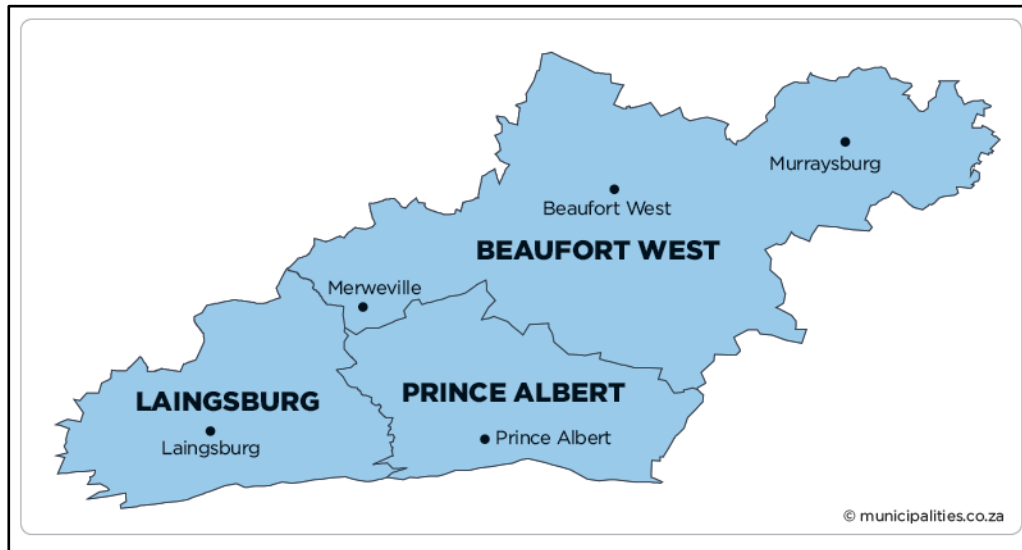 Murraysburg
Beaufort West
BEAUFORT WEST
Merweville
LAINGSBURG
PRINCE ALBERT
Laingsburg
Prince Albert
© municipalities.co.za